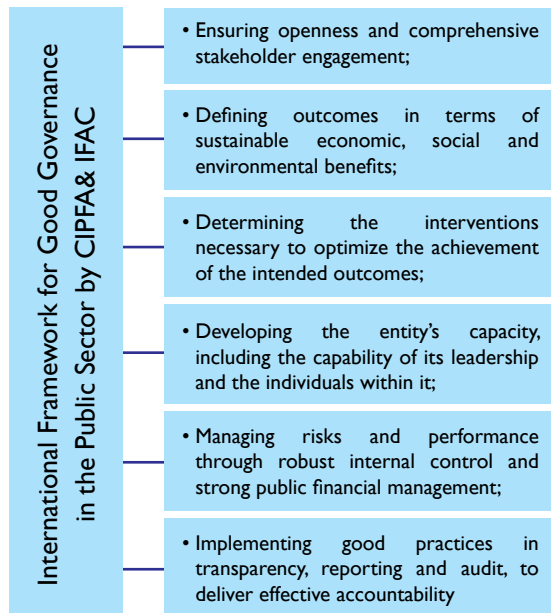 International Framework for Good Governance
in the Public Sector by CIPFA& IFAC
• Ensuring openness and comprehensive
stakeholder engagement;
• Defining outcomes in terms of
sustainable economic, social and
environmental benefits;
• Determining the interventions
necessary to optimize the achievement
of the intended outcomes;
• Developing the entity's capacity,
including the capability of its leadership
and the individuals within it;
• Managing risks and performance
through robust internal control and
strong public financial management;
• Implementing good practices in
transparency, reporting and audit, to
deliver effective accountability